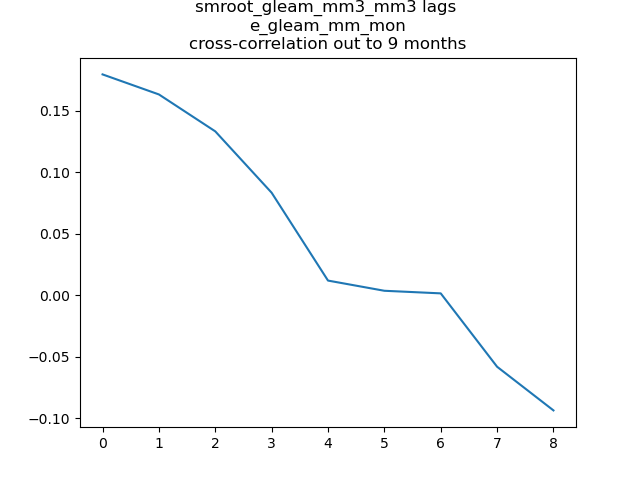 smroot_gleam_mm3_mm3 lags
e_gleam_mm_mon
cross-correlation out to 9 months
0.15
0.10
0.05
0.00
−0.05
−0.10
0 1 2 3 4 5 6 7 8